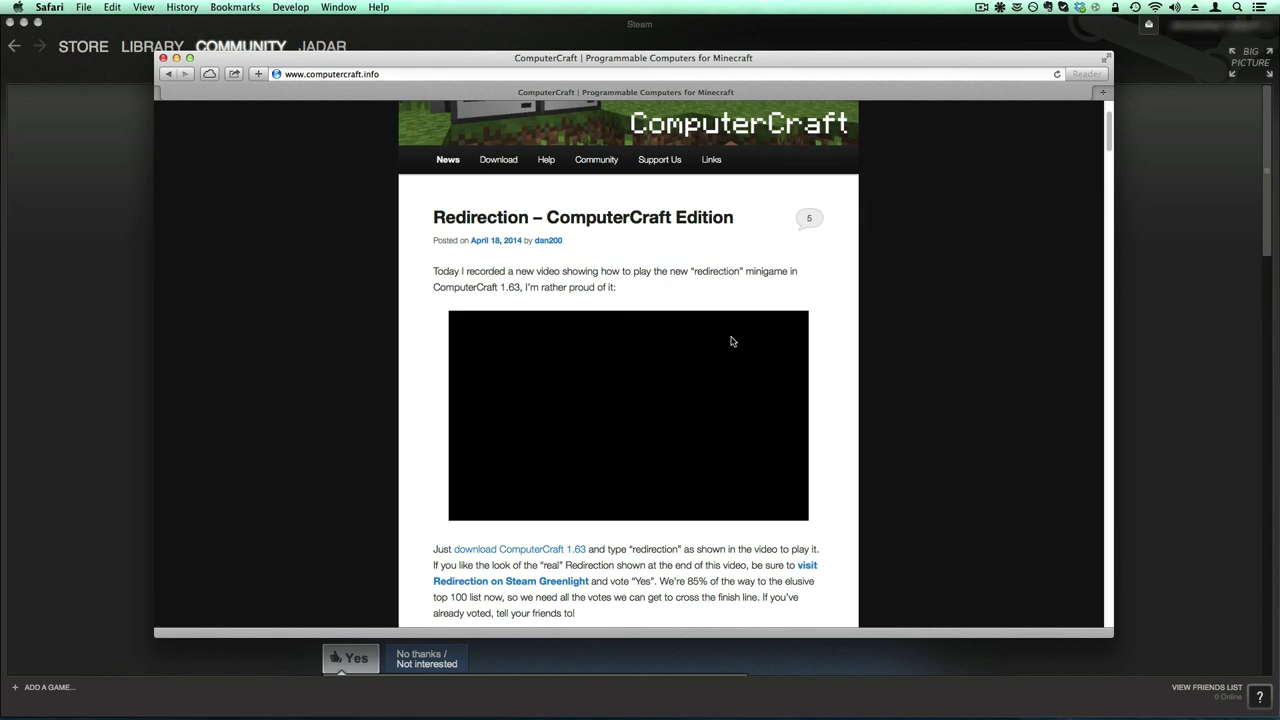 Safari File Edit View History Bookmarks Develop Window Help
Steam
STORE LIBRARY COMMUNITY JADAR
BIG PICTURE
ComputerCraft | Programmable Computers for Minecraft
www.computercraft.info
Reader
ComputerCraft | Programmable Computers for Minecraft
ComputerCraft
News Download Help Community Support Us Links
Redirection – ComputerCraft Edition
5
Posted on April 18, 2014 by dan200
Today I recorded a new video showing how to play the new “redirection” minigame in
ComputerCraft 1.63, I'm rather proud of it:
Just download ComputerCraft 1.63 and type “redirection” as shown in the video to play it.
If you like the look of the “real” Redirection shown at the end of this video, be sure to visit
Redirection on Steam Greenlight and vote “Yes”. We're 85% of the way to the elusive
top 100 list now, so we need all the votes we can get to cross the finish line. If you've
already voted, tell your friends to!
Yes
No thanks /
Not interested
+ ADD A GAME...
VIEW FRIENDS LIST
0 Online
?